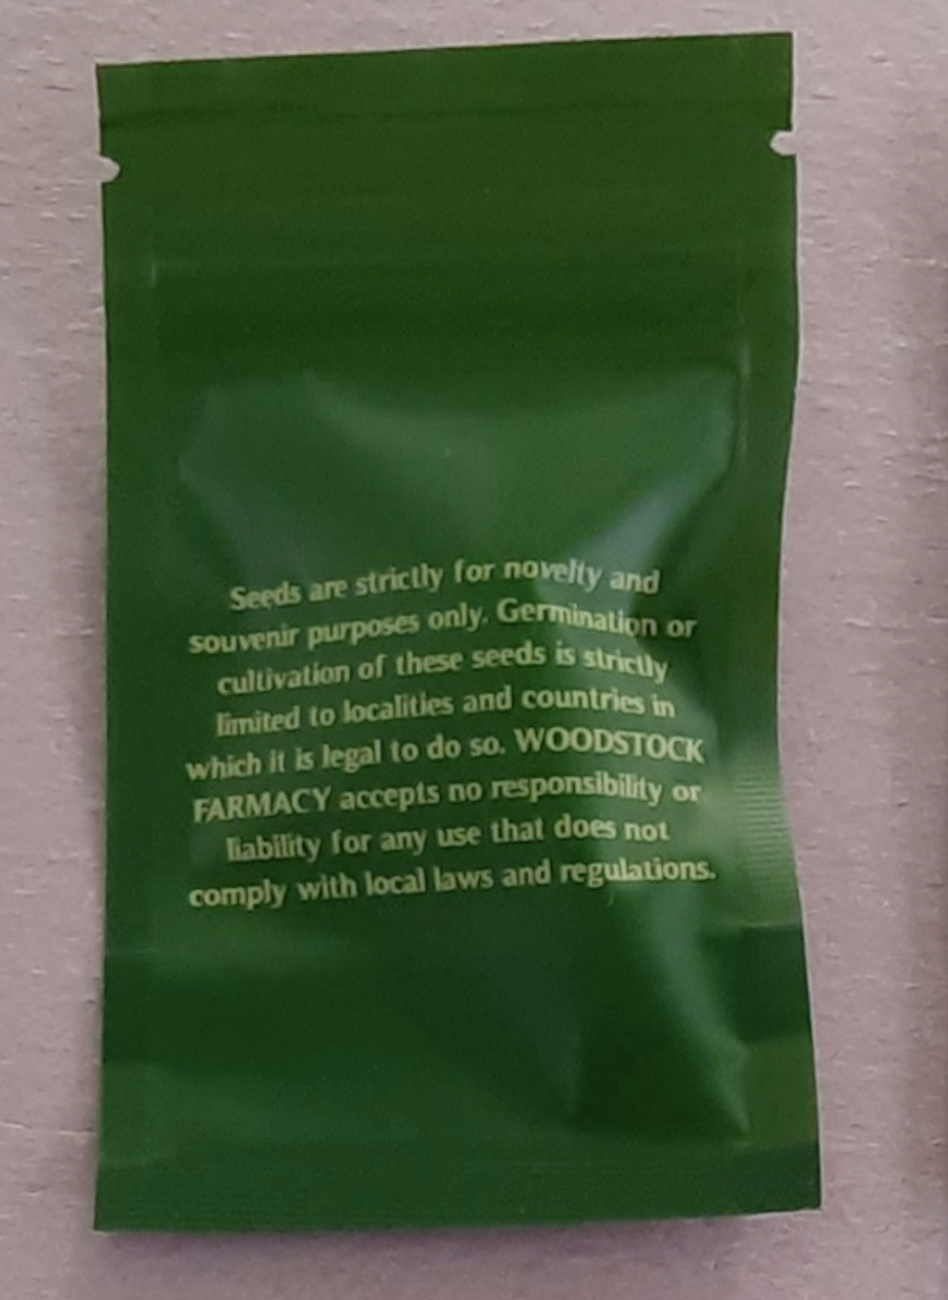 Seeds are strictly for novelty and
souvenir purposes only. Germination or
cultivation of these seeds is strictly
limited to localities and countries in
which it is legal to do so. WOODSTOCK
FARMACY accepts no responsibility or
liability for any use that does not
comply with local laws and regulations.